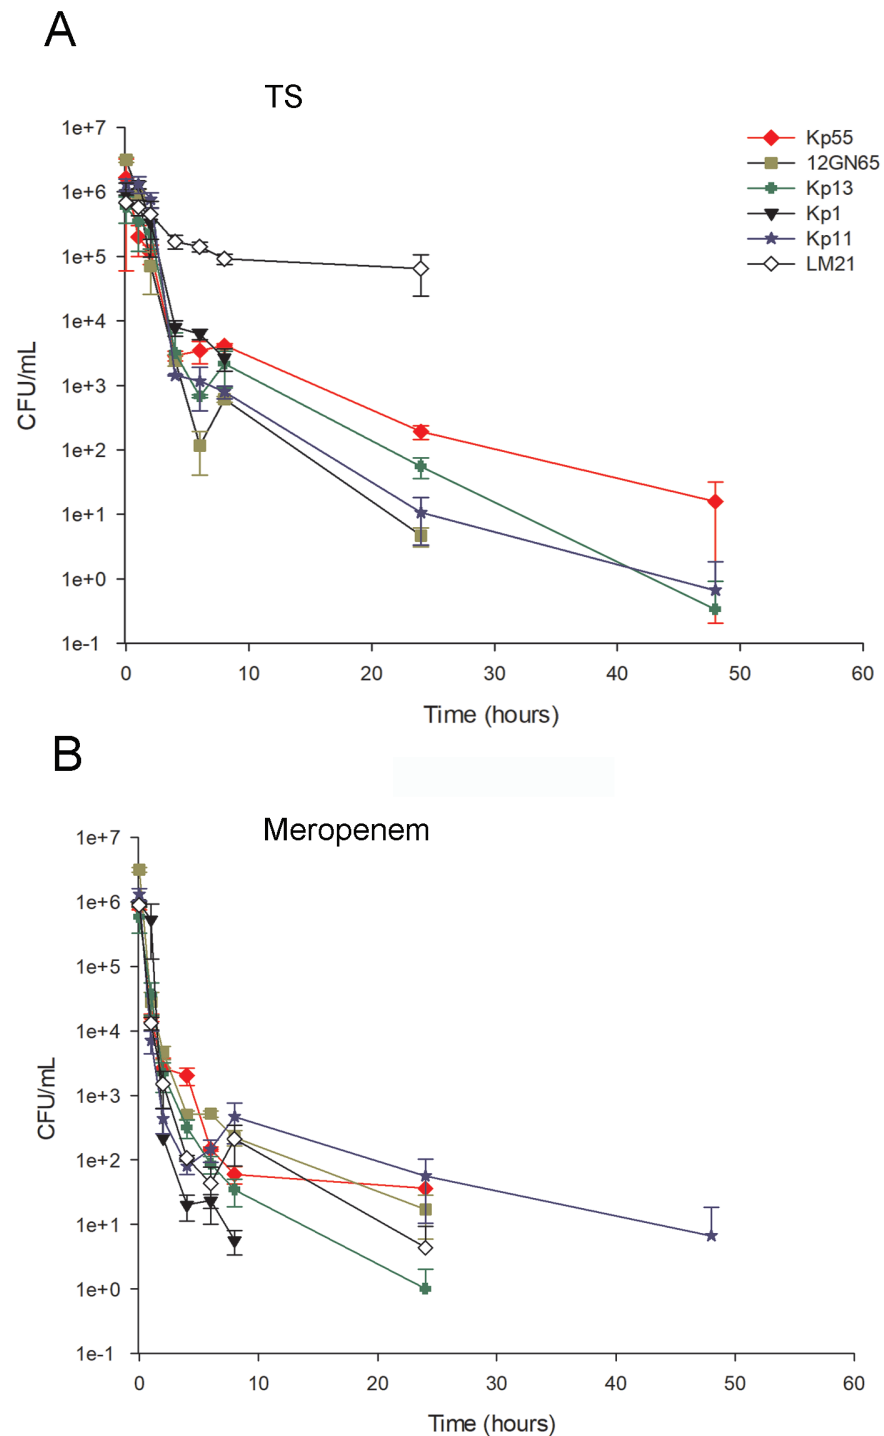 A
TS
1e+7
1e+6
1e+5
1e+4
1e+3
1e+2
1e+1
1e+0
1e-1
CFU/mL
0 10 20 30 40 50 60
Time (hours)
Kp55
12GN65
Kp13
Kp1
Kp11
LM21
B
Meropenem
1e+7
1e+6
1e+5
1e+4
1e+3
1e+2
1e+1
1e+0
1e-1
CFU/mL
0 10 20 30 40 50 60
Time (hours)